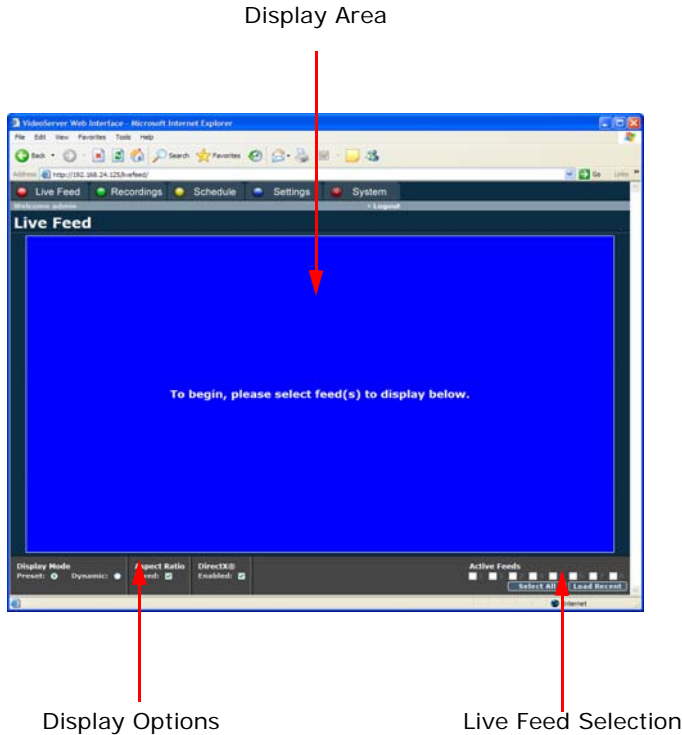 Display Area
VideoServer Web Interface - Microsoft Internet Explorer
File Edit View Favorites Tools Help
Back Search Favorites
Address http://192.168.24.125/livefeed/ Go Links
Live Feed Recordings Schedule Settings System
Welcome admin Logout
Live Feed
To begin, please select feed(s) to display below.
Display Mode Aspect Ratio DirectX® Active Feeds
Preset: Dynamic: Enabled:
Select All Load Recent
Internet
Display Options Live Feed Selection